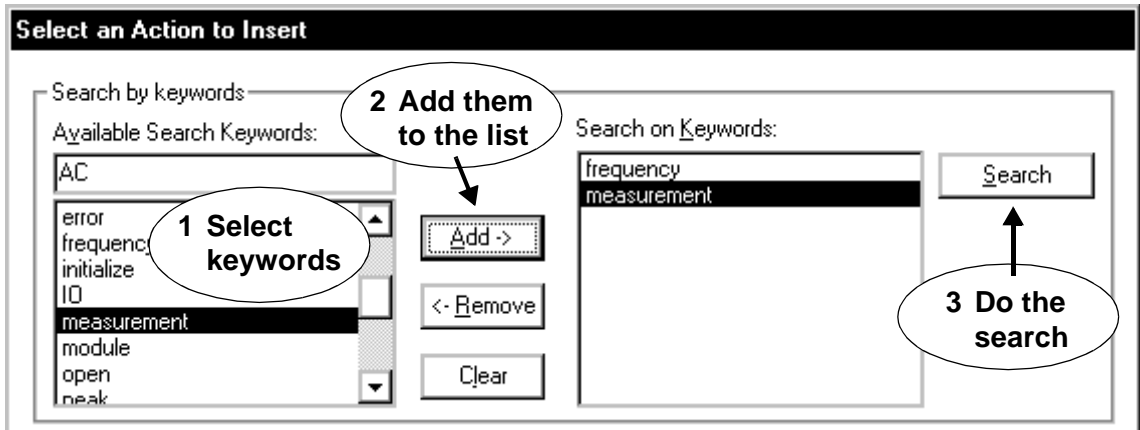 Select an Action to Insert
Search by keywords
Available Search Keywords:
AC
error
frequency
initialize
IO
measurement
module
open
peak
1 Select
keywords
2 Add them
to the list
Add ->
<- Remove
Clear
Search on Keywords:
frequency
measurement
Search
3 Do the
search